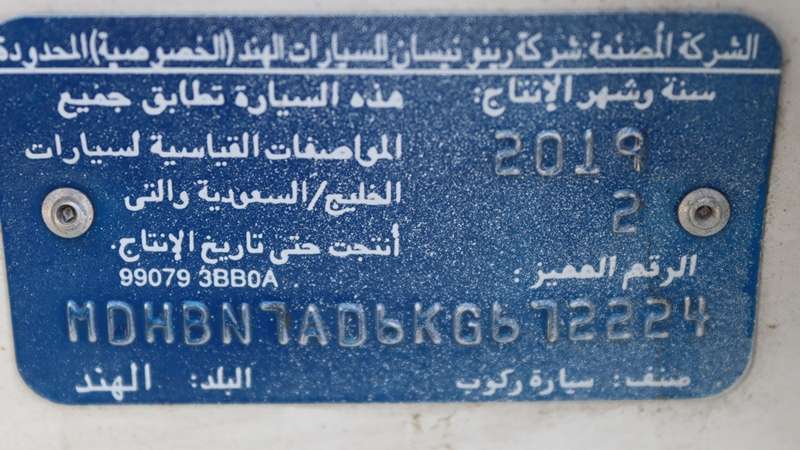 الشركة المصنعة: شركة رينو نيسان للسيارات الهند (الخصوصية) المحدودة
سنة وشهر الإنتاج:
2019
2
هذه السيارة تطابق جميع
المواصفات القياسية لسيارات
الخليج/السعودية والتى
أنتجت حتى تاريخ الإنتاج.
99079 3BB0A
الرقم المميز :
MDHBN7AD6KG672224
صنف: سيارة ركوب
البلد: الهند